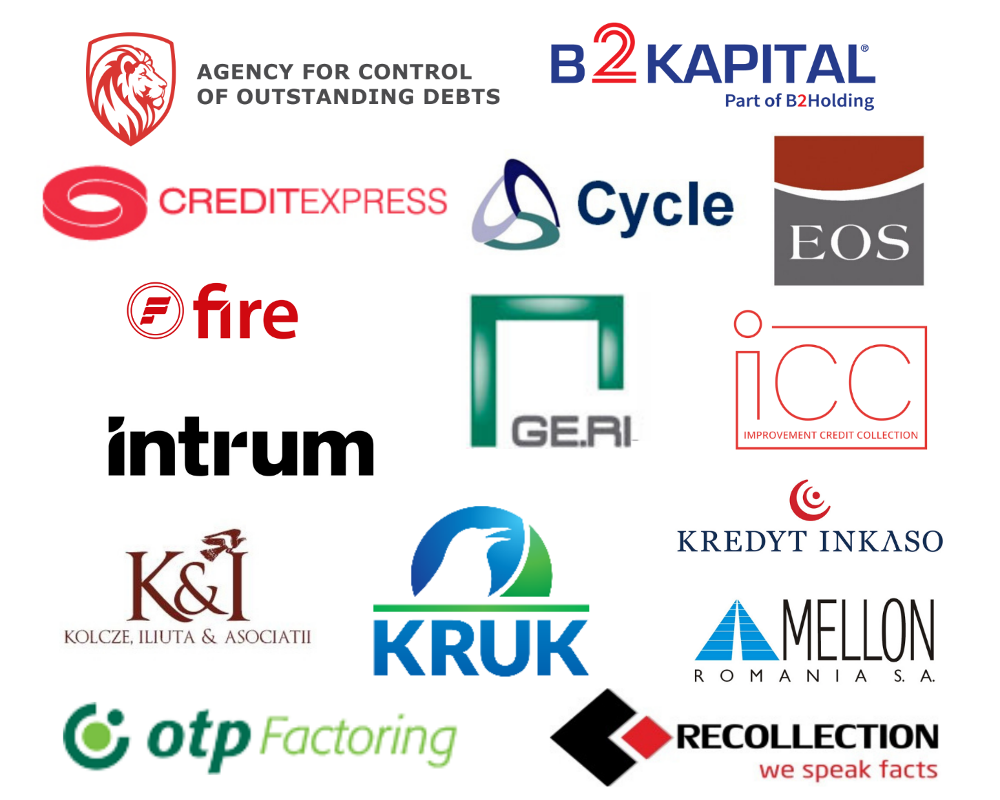 AGENCY FOR CONTROL
OF OUTSTANDING DEBTS
B2KAPITAL®
Part of B2Holding
CREDITEXPRESS
Cycle
EOS
F fire
GE.RI
icc
IMPROVEMENT CREDIT COLLECTION
intrum
KREDYT INKASO
K&I
KOLCZE, ILIUTA & ASOCIATII
KRUK
MELLON
ROMANIA S. A.
otp Factoring
RECOLLECTION
we speak facts